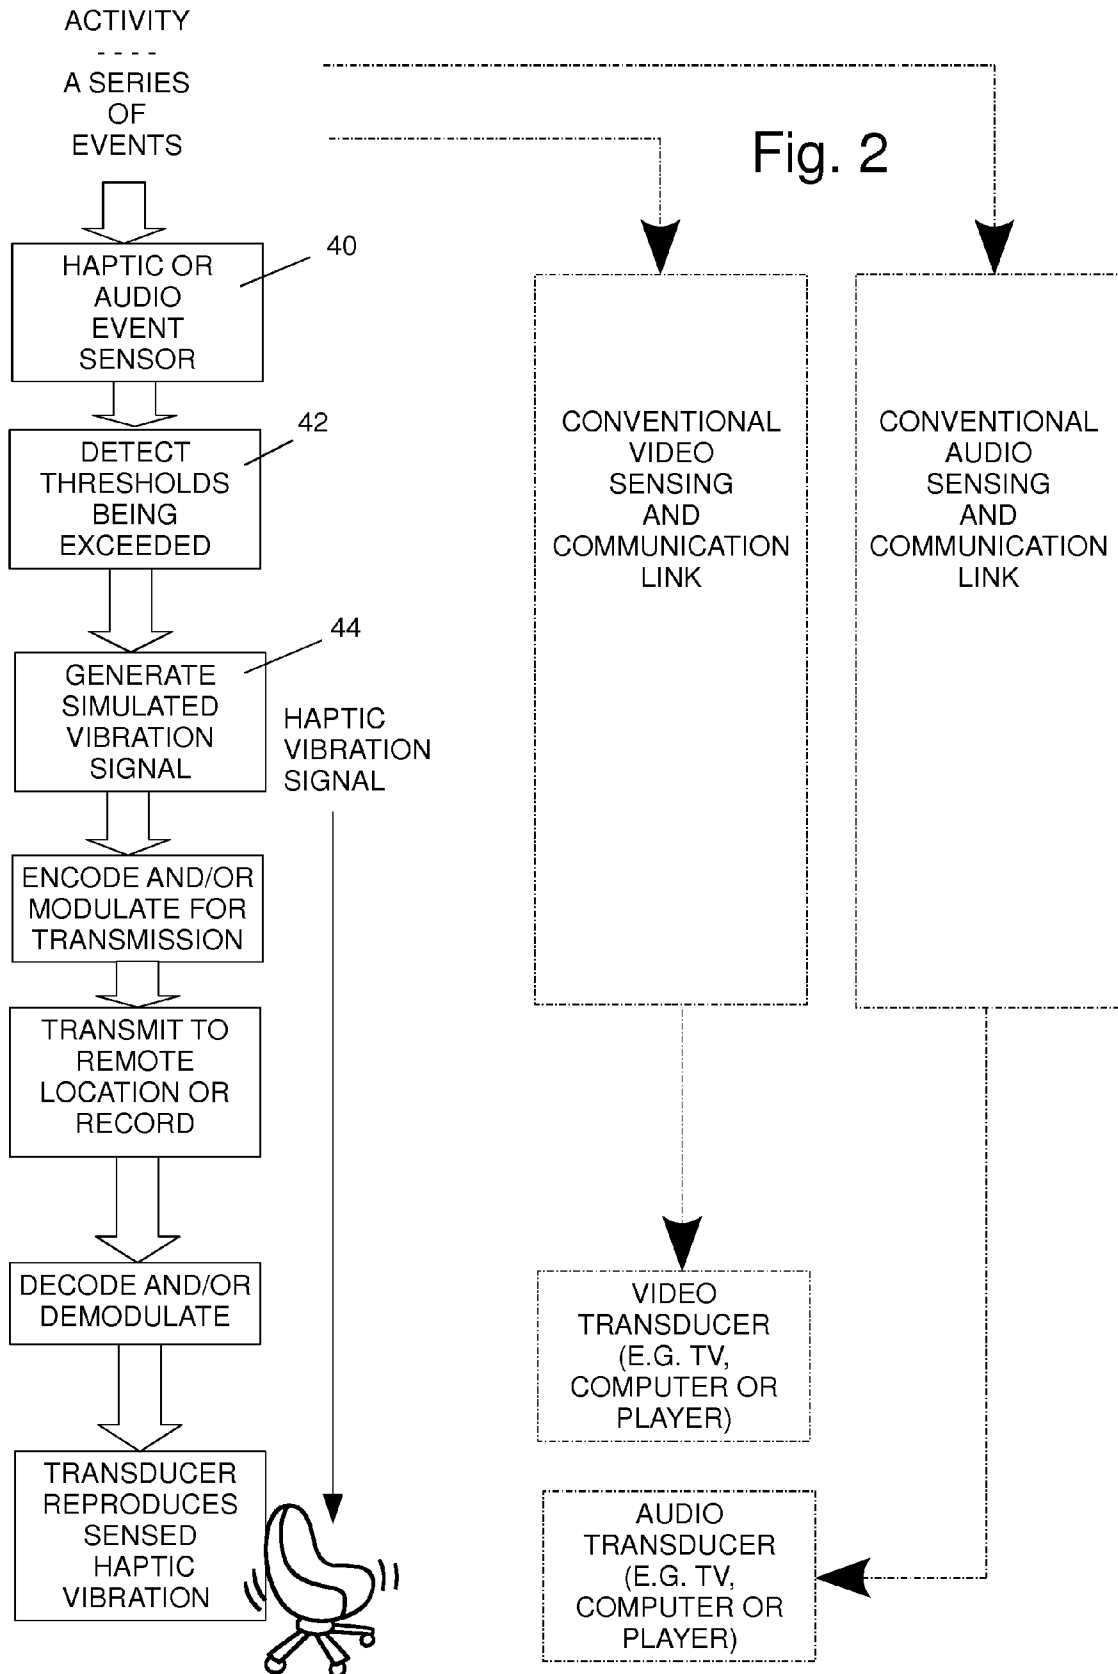 ACTIVITY
- - - -
A SERIES
OF
EVENTS
Fig. 2
HAPTIC OR
AUDIO
EVENT
SENSOR
40
DETECT
THRESHOLDS
BEING
EXCEEDED
42
GENERATE
SIMULATED
VIBRATION
SIGNAL
44
HAPTIC
VIBRATION
SIGNAL
ENCODE AND/OR
MODULATE FOR
TRANSMISSION
TRANSMIT TO
REMOTE
LOCATION OR
RECORD
DECODE AND/OR
DEMODULATE
TRANSDUCER
REPRODUCES
SENSED
HAPTIC
VIBRATION
CONVENTIONAL
VIDEO
SENSING
AND
COMMUNICATION
LINK
CONVENTIONAL
AUDIO
SENSING
AND
COMMUNICATION
LINK
VIDEO
TRANSDUCER
(E.G. TV,
COMPUTER OR
PLAYER)
AUDIO
TRANSDUCER
(E.G. TV,
COMPUTER OR
PLAYER)